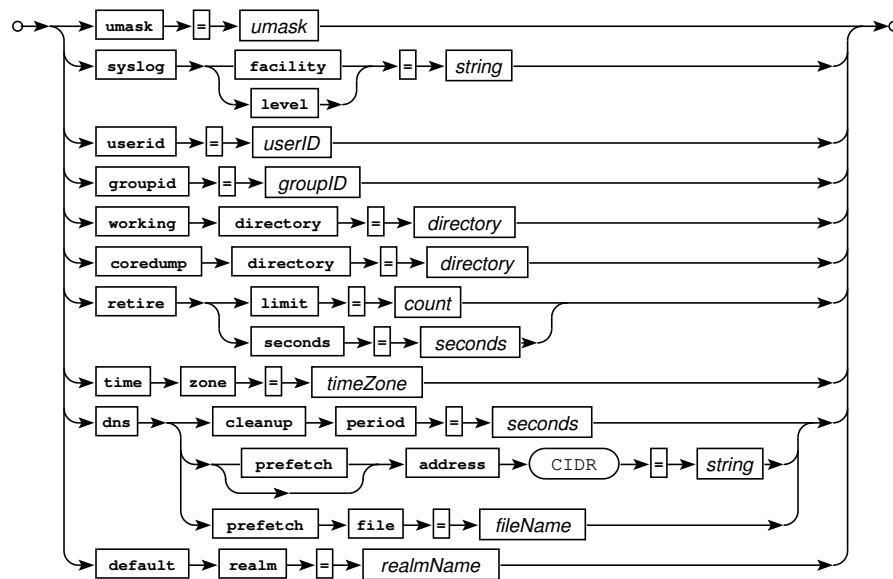 umask = umask
syslog facility = string
level
userid = userID
groupid = groupID
working directory = directory
coredump directory = directory
retire limit = count
seconds = seconds
time zone = timeZone
dns cleanup period = seconds
prefetch address CIDR = string
prefetch file = fileName
default realm = realmName